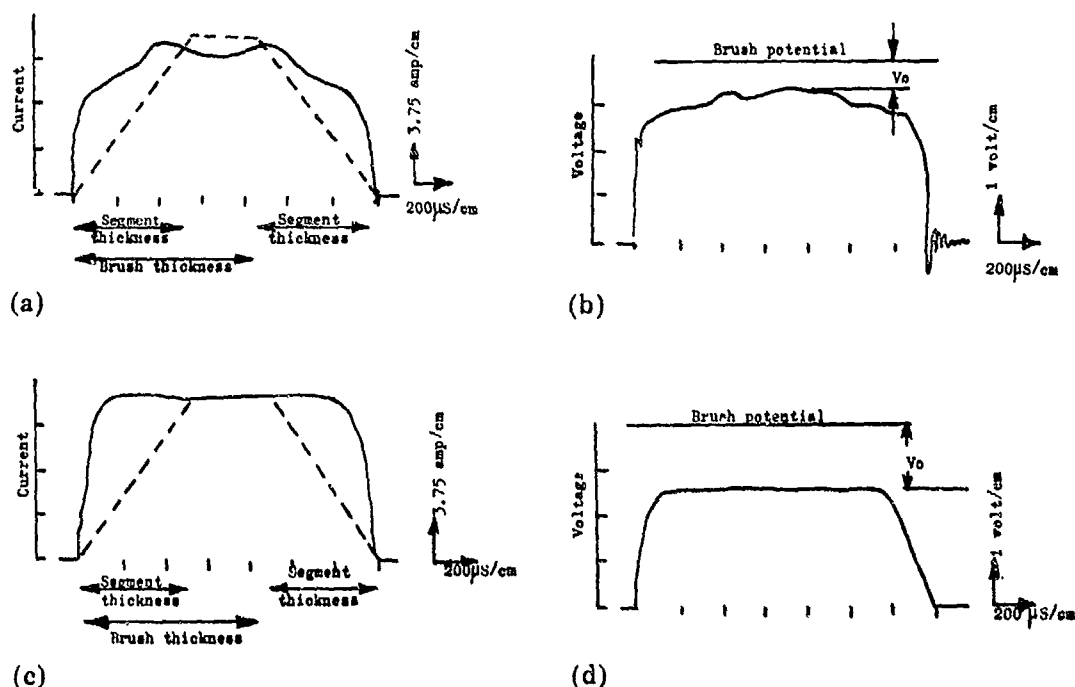 Current
3.75 amp/cm
200µS/cm
Segment
thickness
Segment
thickness
Brush thickness
(a)
Brush potential
Vo
Voltage
1 volt/cm
200µS/cm
(b)
Current
3.75 amp/cm
200µS/cm
Segment
thickness
Segment
thickness
Brush thickness
(c)
Brush potential
Vo
Voltage
1 volt/cm
200 µS/cm
(d)